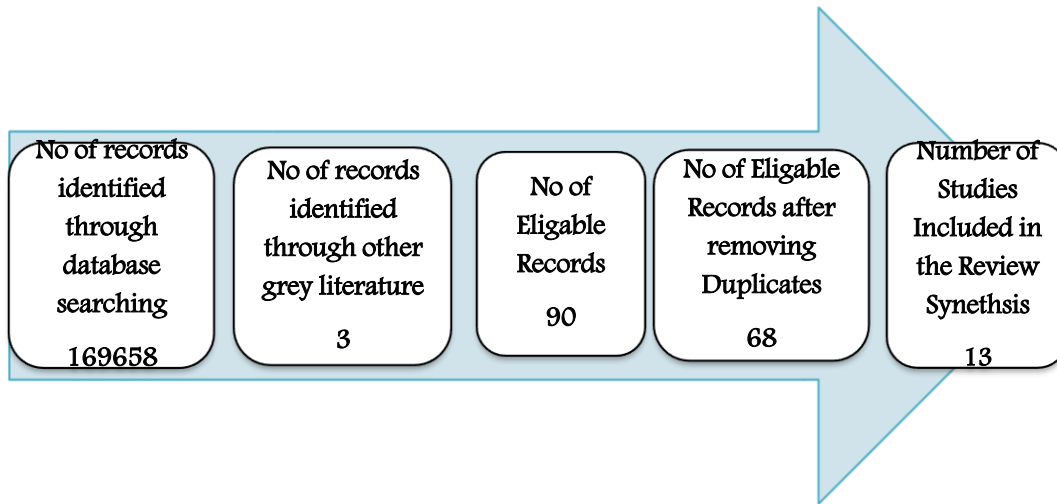 No of records
identified
through
database
searching
169658
No of records
identified
through other
grey literature
3
No of
Eligable
Records
90
No of Eligable
Records after
removing
Duplicates
68
Number of
Studies
Included in
the Review
Synethsis
13